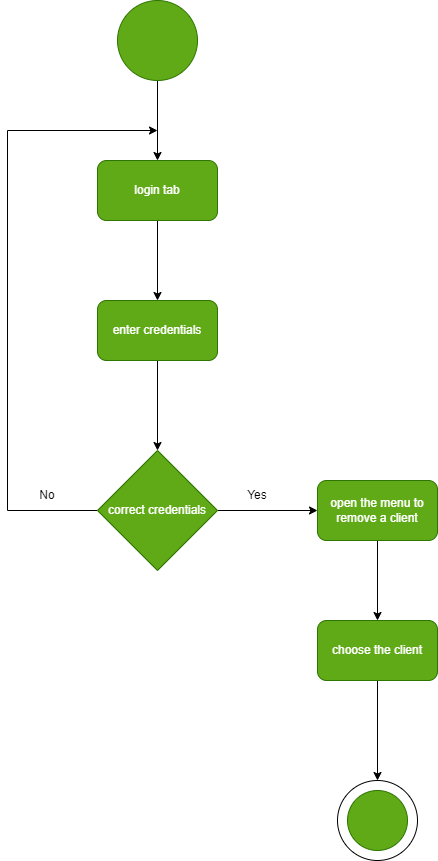 login tab
enter credentials
No
correct credentials
Yes
open the menu to
remove a client
choose the client